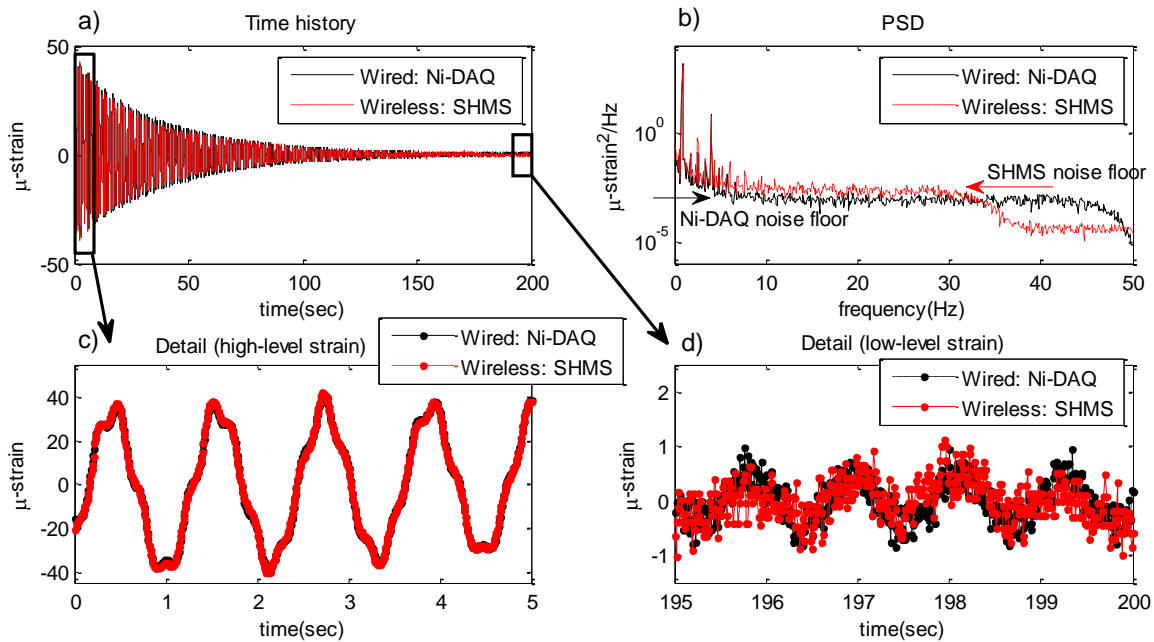 a)
Time history
50
0
-50
μ-strain
Wired: Ni-DAQ
Wireless: SHMS
0
50
100
150
200
time(sec)
b)
PSD
10^0
10^-5
μ-strain^2/Hz
Wired: Ni-DAQ
Wireless: SHMS
SHMS noise floor
Ni-DAQ noise floor
0
10
20
30
40
50
frequency(Hz)
c)
Detail (high-level strain)
Wired: Ni-DAQ
Wireless: SHMS
40
20
0
-20
-40
μ-strain
0
1
2
3
4
5
time(sec)
d)
Detail (low-level strain)
Wired: Ni-DAQ
Wireless: SHMS
2
1
0
-1
μ-strain
195
196
197
198
199
200
time(sec)